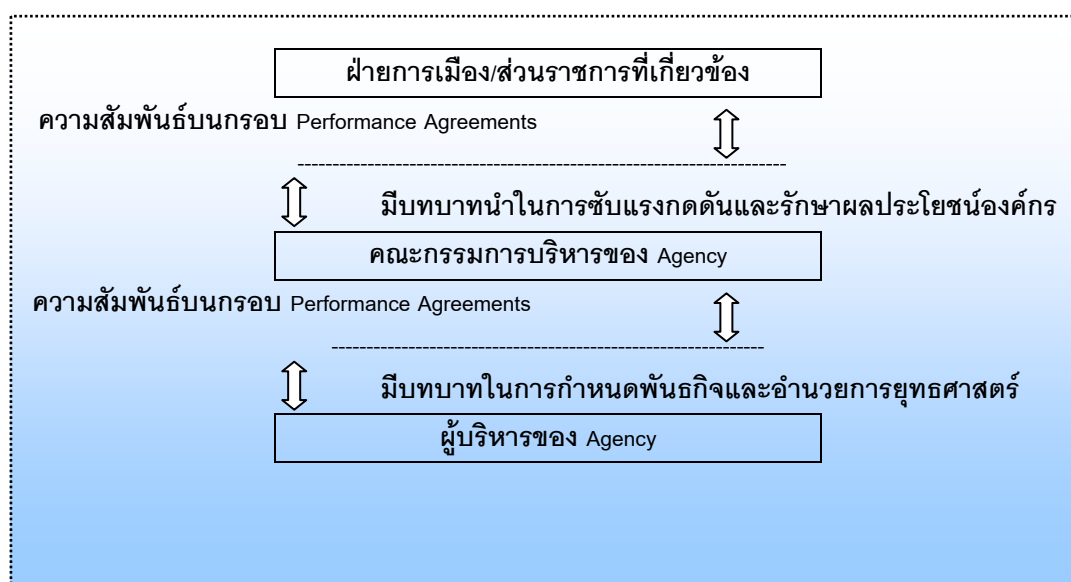 ฝ่ายการเมือง/ส่วนราชการที่เกี่ยวข้อง
ความสัมพันธ์บนกรอบ Performance Agreements
มีบทบาทนำในการซับแรงกดดันและรักษาผลประโยชน์องค์กร
คณะกรรมการบริหารของ Agency
ความสัมพันธ์บนกรอบ Performance Agreements
มีบทบาทในการกำหนดพันธกิจและอำนวยการยุทธศาสตร์
ผู้บริหารของ Agency